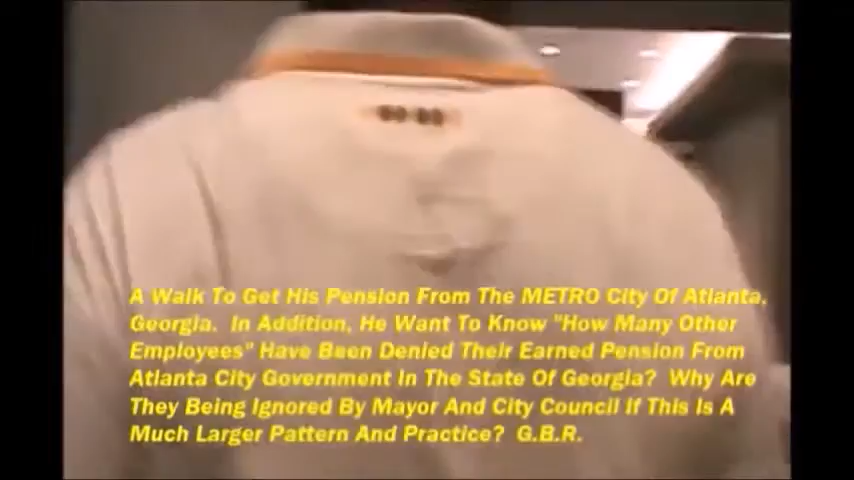 A Walk To Get His Pension From The METRO City Of Atlanta,
Georgia. In Addition, He Want To Know "How Many Other
Employees" Have Been Denied Their Earned Pension From
Atlanta City Government In The State Of Georgia? Why Are
They Being Ignored By Mayor And City Council If This Is A
Much Larger Pattern And Practice? G.B.R.